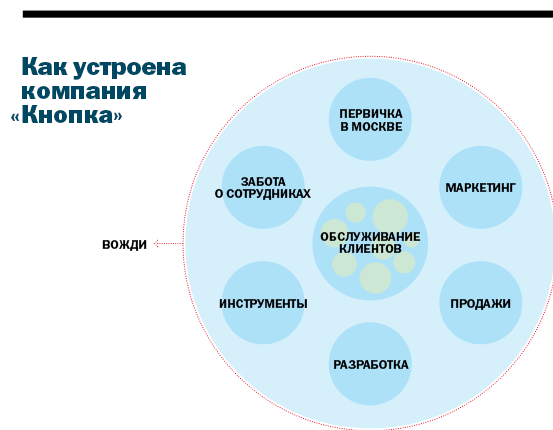 Как устроена
компания
«Кнопка»
ПЕРВИЧКА
В МОСКВЕ
ЗАБОТА
О СОТРУДНИКАХ
МАРКЕТИНГ
ОБСЛУЖИВАНИЕ
КЛИЕНТОВ
ВОЖДИ
ИНСТРУМЕНТЫ
ПРОДАЖИ
РАЗРАБОТКА